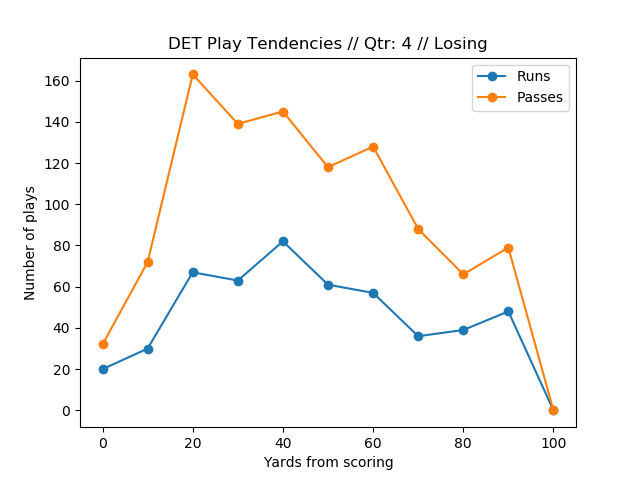 DET Play Tendencies // Qtr: 4 // Losing
Runs
Passes
Number of plays
160
140
120
100
80
60
40
20
0
0 20 40 60 80 100
Yards from scoring